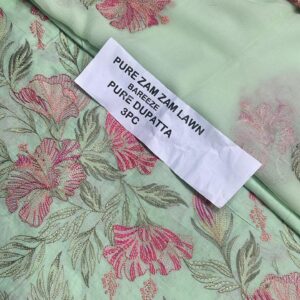 PURE ZAM ZAM LAWN
BAREEZE
PURE DUPATTA
3PC